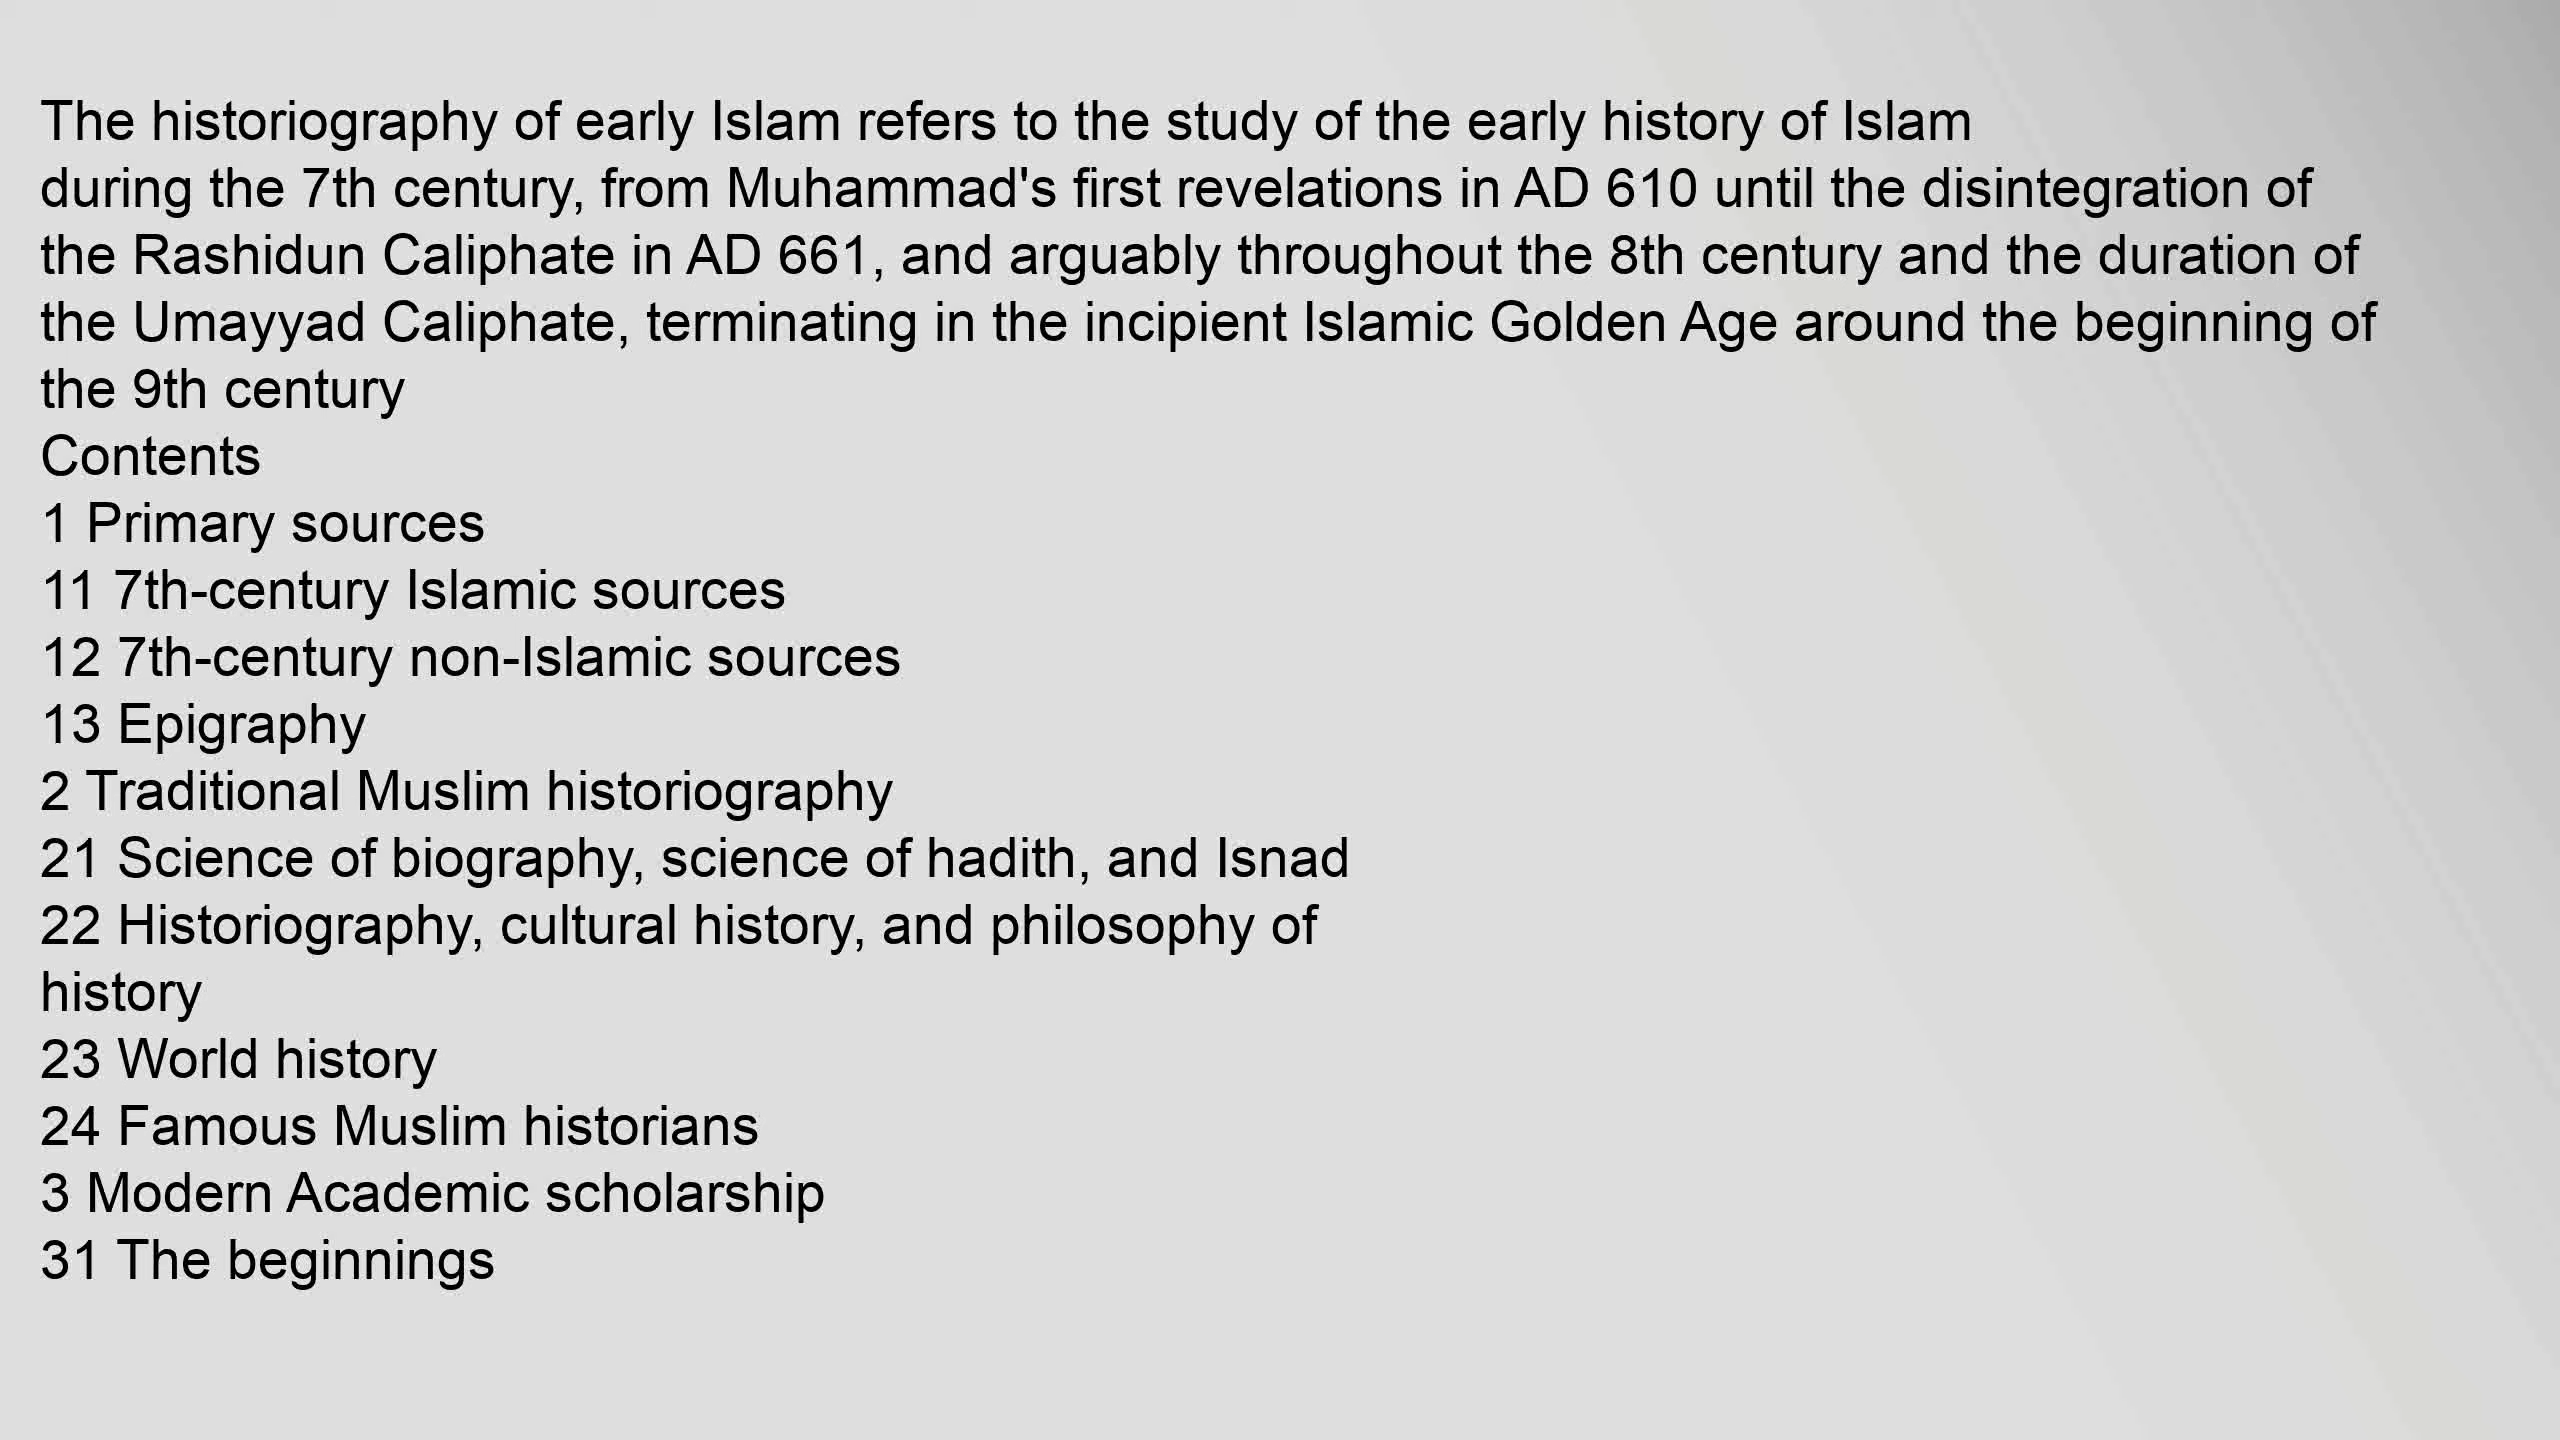 The historiography of early Islam refers to the study of the early history of Islam
during the 7th century, from Muhammad's first revelations in AD 610 until the disintegration of
the Rashidun Caliphate in AD 661, and arguably throughout the 8th century and the duration of
the Umayyad Caliphate, terminating in the incipient Islamic Golden Age around the beginning of
the 9th century
Contents
1 Primary sources
11 7th-century Islamic sources
12 7th-century non-Islamic sources
13 Epigraphy
2 Traditional Muslim historiography
21 Science of biography, science of hadith, and Isnad
22 Historiography, cultural history, and philosophy of
history
23 World history
24 Famous Muslim historians
3 Modern Academic scholarship
31 The beginnings